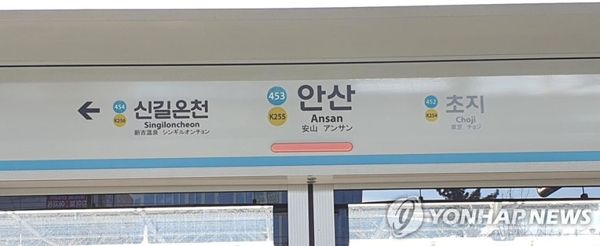 454
K256
신길온천
Singiloncheon
新吉温泉 シンギルオンチョン
453
K255
안산
Ansan
安山 アンサン
452
K254
초지
Choji
草芝 チョジ
YONHAP NEWS